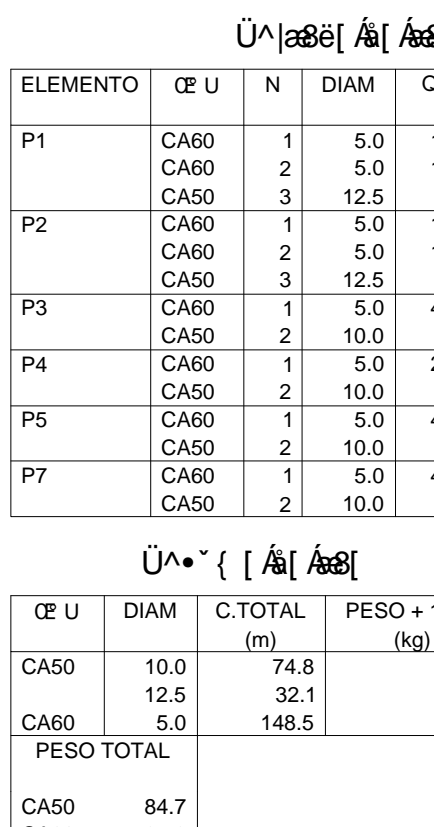 ELEMENTO N DIAM
P1 CA60 1 5.0
CA60 2 5.0
CA50 3 12.5
P2 CA60 1 5.0
CA60 2 5.0
CA50 3 12.5
P3 CA60 1 5.0
CA50 2 10.0
P4 CA60 1 5.0
CA50 2 10.0
P5 CA60 1 5.0
CA50 2 10.0
P7 CA60 1 5.0
CA50 2 10.0
DIAM C.TOTAL PESO +
(m) (kg)
CA50 10.0 74.8
12.5 32.1
CA60 5.0 148.5
PESO TOTAL
CA50 84.7